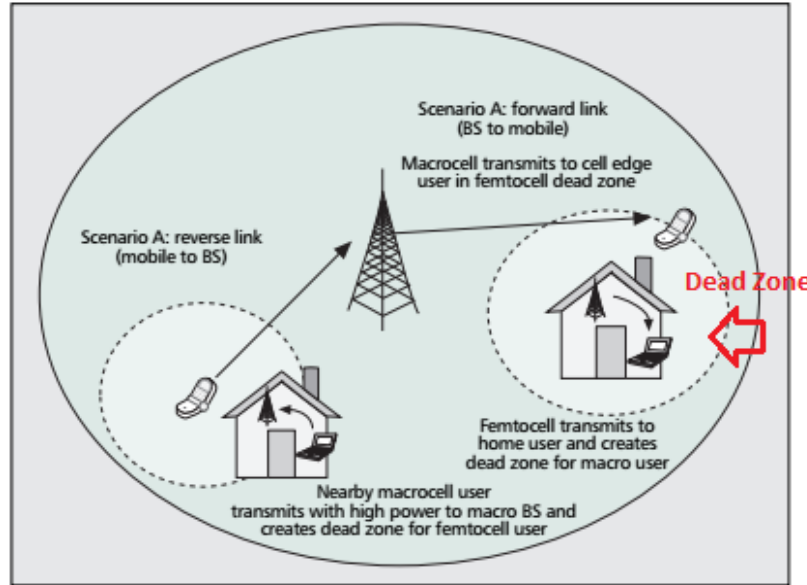 Scenario A: forward link
(BS to mobile)
Macrocell transmits to cell edge
user in femtocell dead zone
Scenario A: reverse link
(mobile to BS)
Dead Zone
Femtocell transmits to
home user and creates
dead zone for macro user
Nearby macrocell user
transmits with high power to macro BS and
creates dead zone for femtocell user